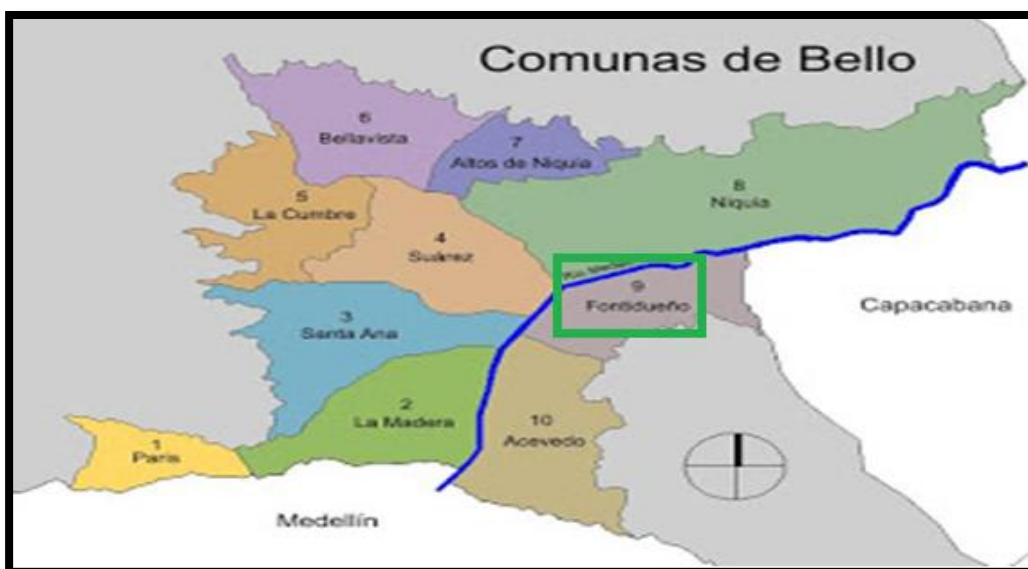 Comunas de Bello
6
Bellavista
7
Altos de Niquia
8
Niquia
5
La Cumbre
4
Suárez
9
Fontidueño
Capacabana
3
Santa Ana
2
La Madera
10
Acevedo
1
Paris
Medellín